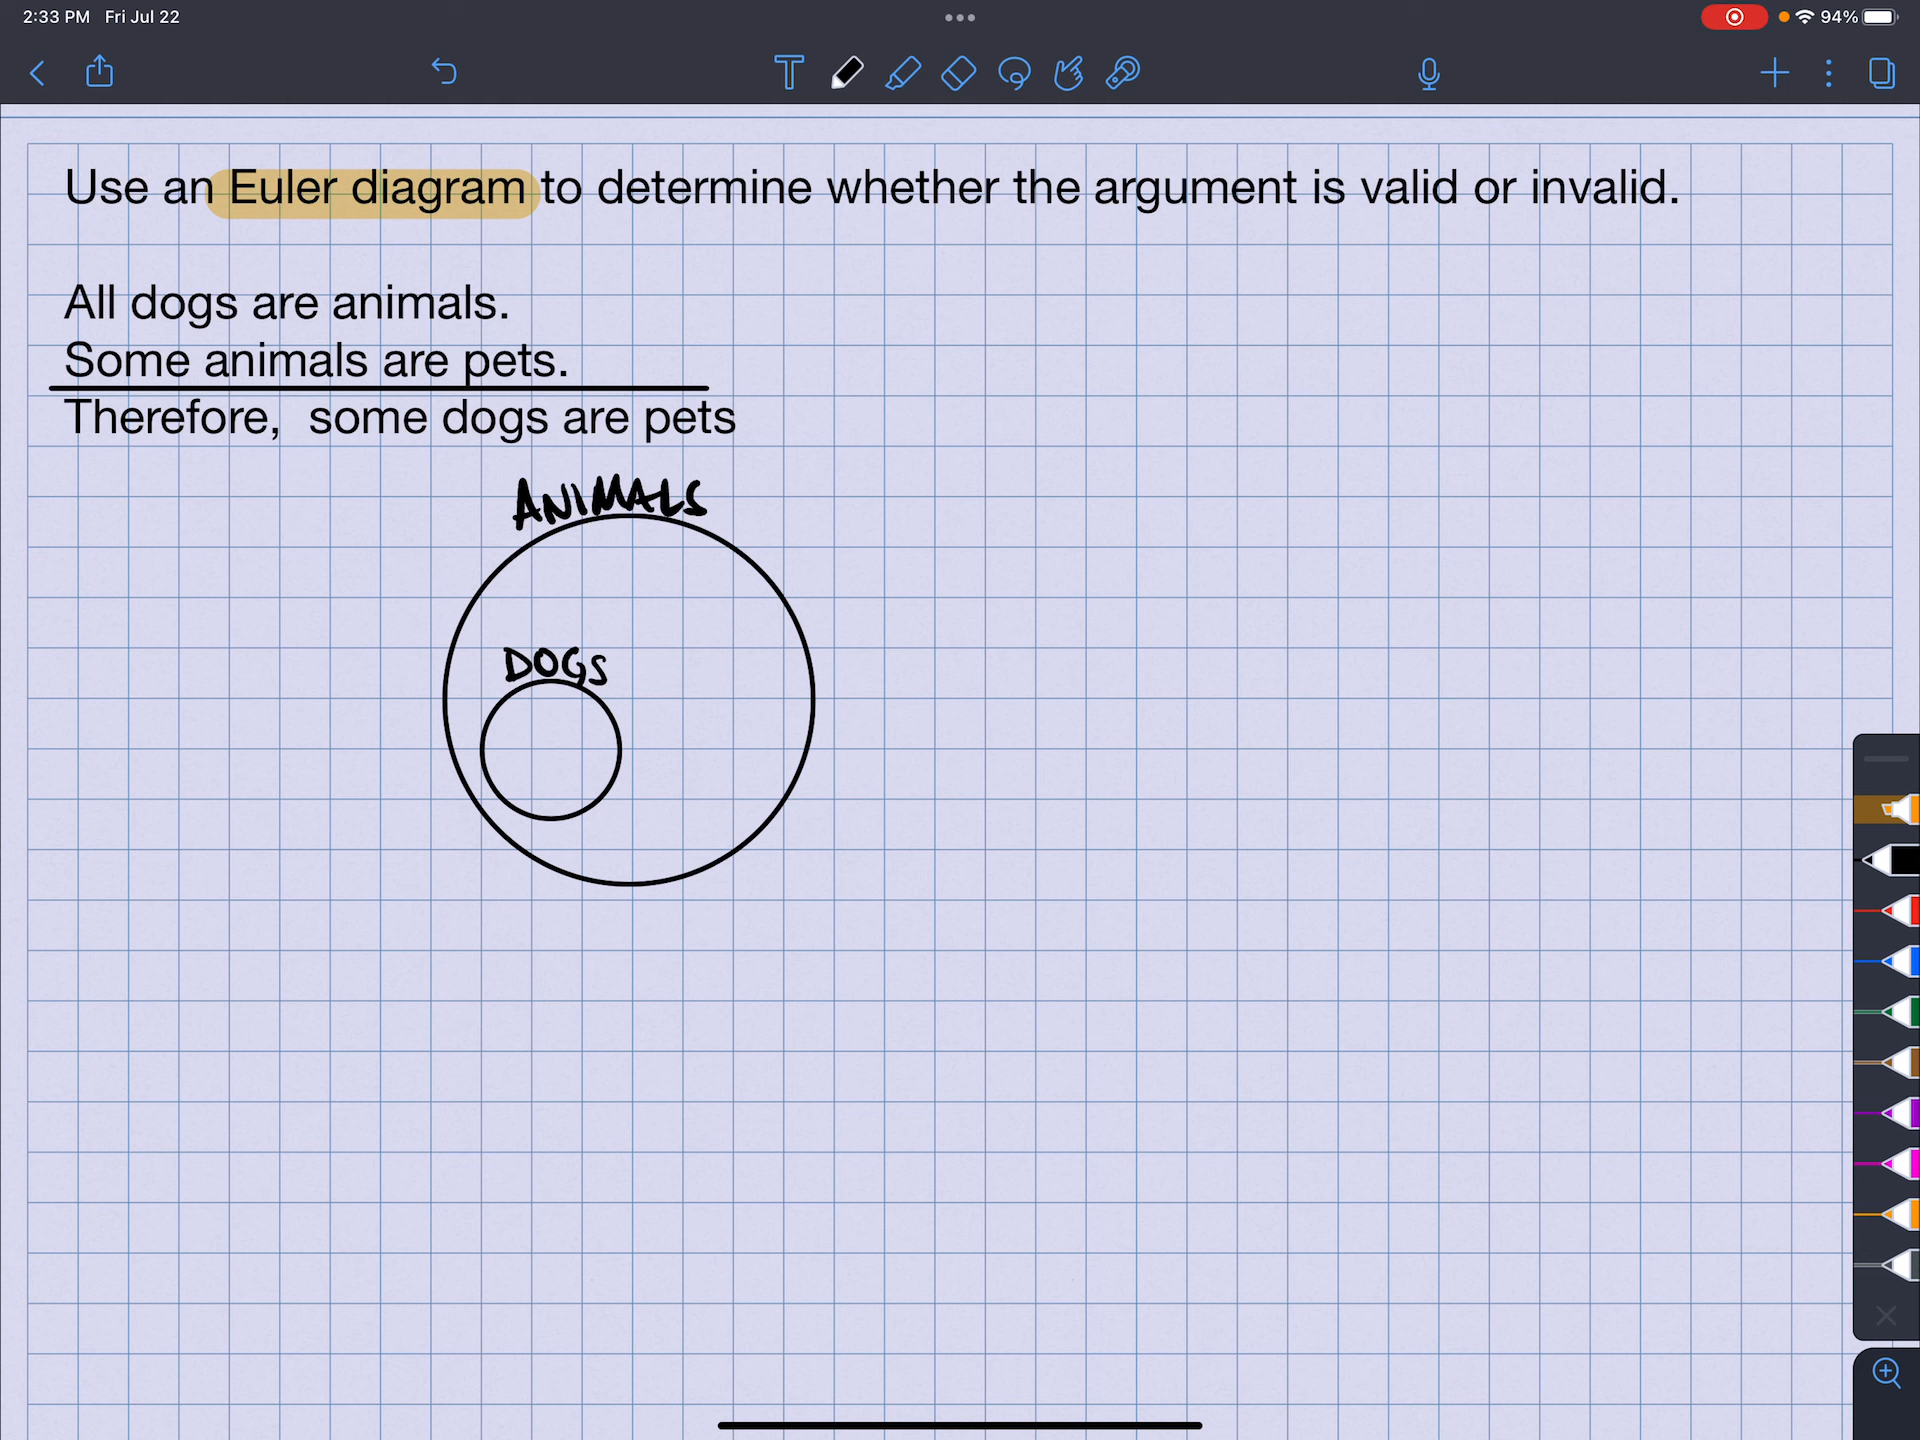 2:33 PM Fri Jul 22
94%
Use an Euler diagram to determine whether the argument is valid or invalid.
All dogs are animals.
Some animals are pets.
Therefore, some dogs are pets
ANIMALS
DOGS